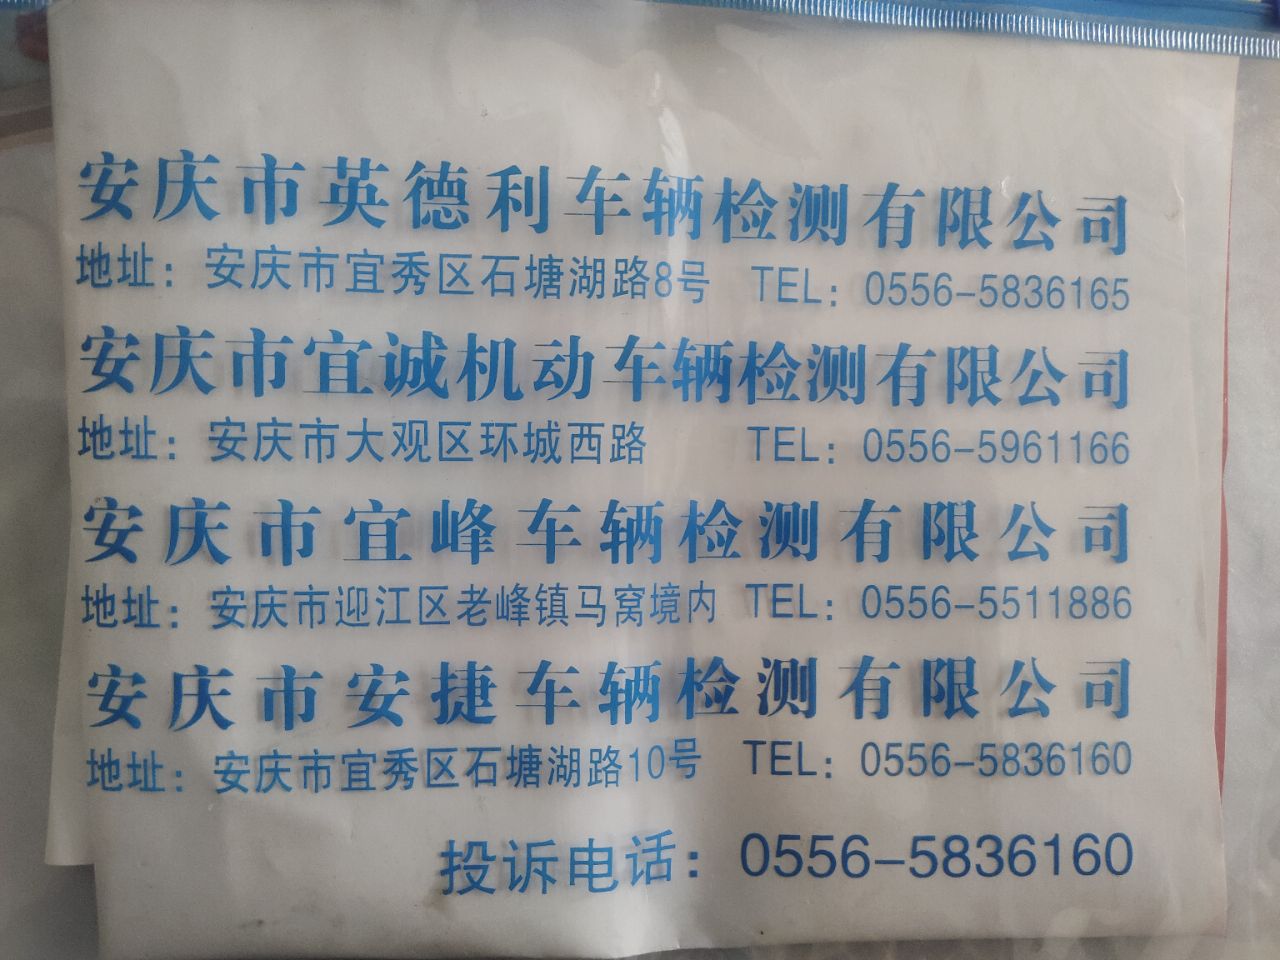 安庆市英德利车辆检测有限公司
地址：安庆市宜秀区石塘湖路8号 TEL：0556-5836165
安庆市宜诚机动车辆检测有限公司
地址：安庆市大观区环城西路 TEL：0556-5961166
安庆市宜峰车辆检测有限公司
地址：安庆市迎江区老峰镇马窝境内 TEL：0556-5511886
安庆市安捷车辆检测有限公司
地址：安庆市宜秀区石塘湖路10号 TEL：0556-5836160
投诉电话：0556-5836160